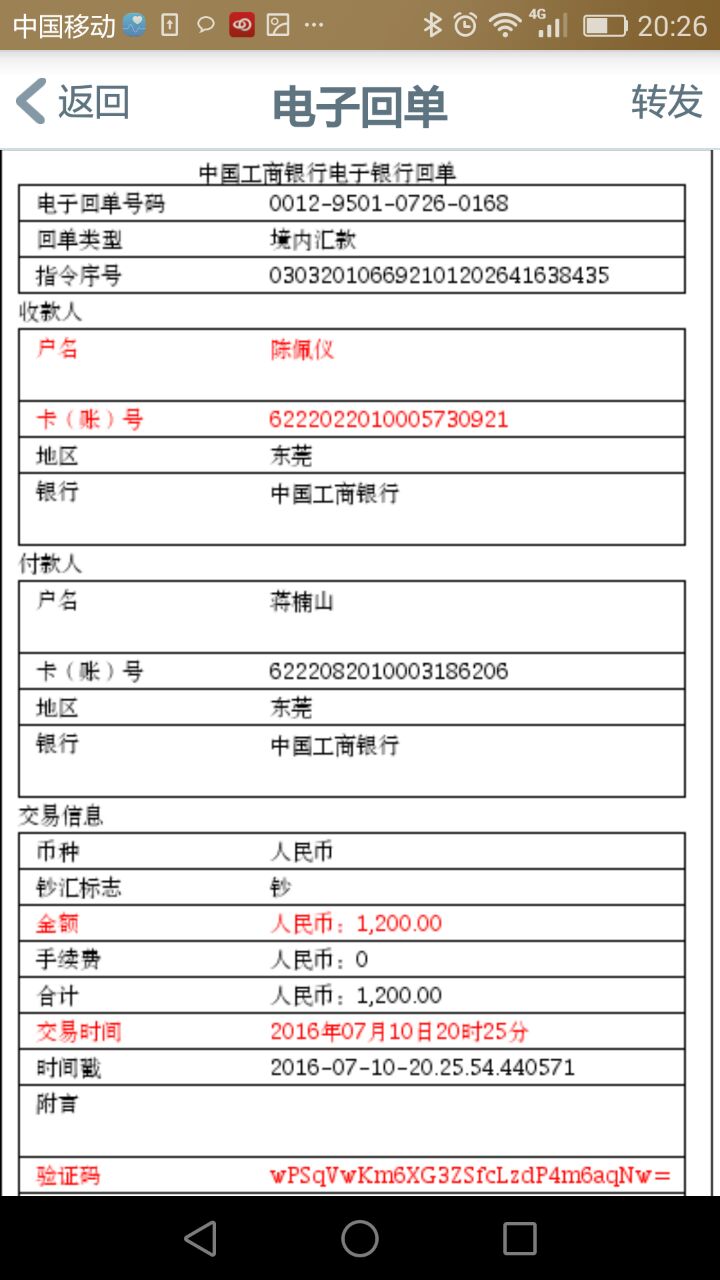 中国移动 ... 4G 20:26
返回 电子回单 转发
中国工商银行电子银行回单
电子回单号码 0012-9501-0726-0168
回单类型 境内汇款
指令序号 030320106692101202641638435
收款人
户名 陈佩仪
卡（账）号 6222022010005730921
地区 东莞
银行 中国工商银行
付款人
户名 蒋楠山
卡（账）号 6222082010003186206
地区 东莞
银行 中国工商银行
交易信息
币种 人民币
钞汇标志 钞
金额 人民币：1,200.00
手续费 人民币：0
合计 人民币：1,200.00
交易时间 2016年07月10日20时25分
时间戳 2016-07-10-20.25.54.440571
附言
验证码 wPSqVwKm6XG3ZSfcLzdP4m6aqNw=